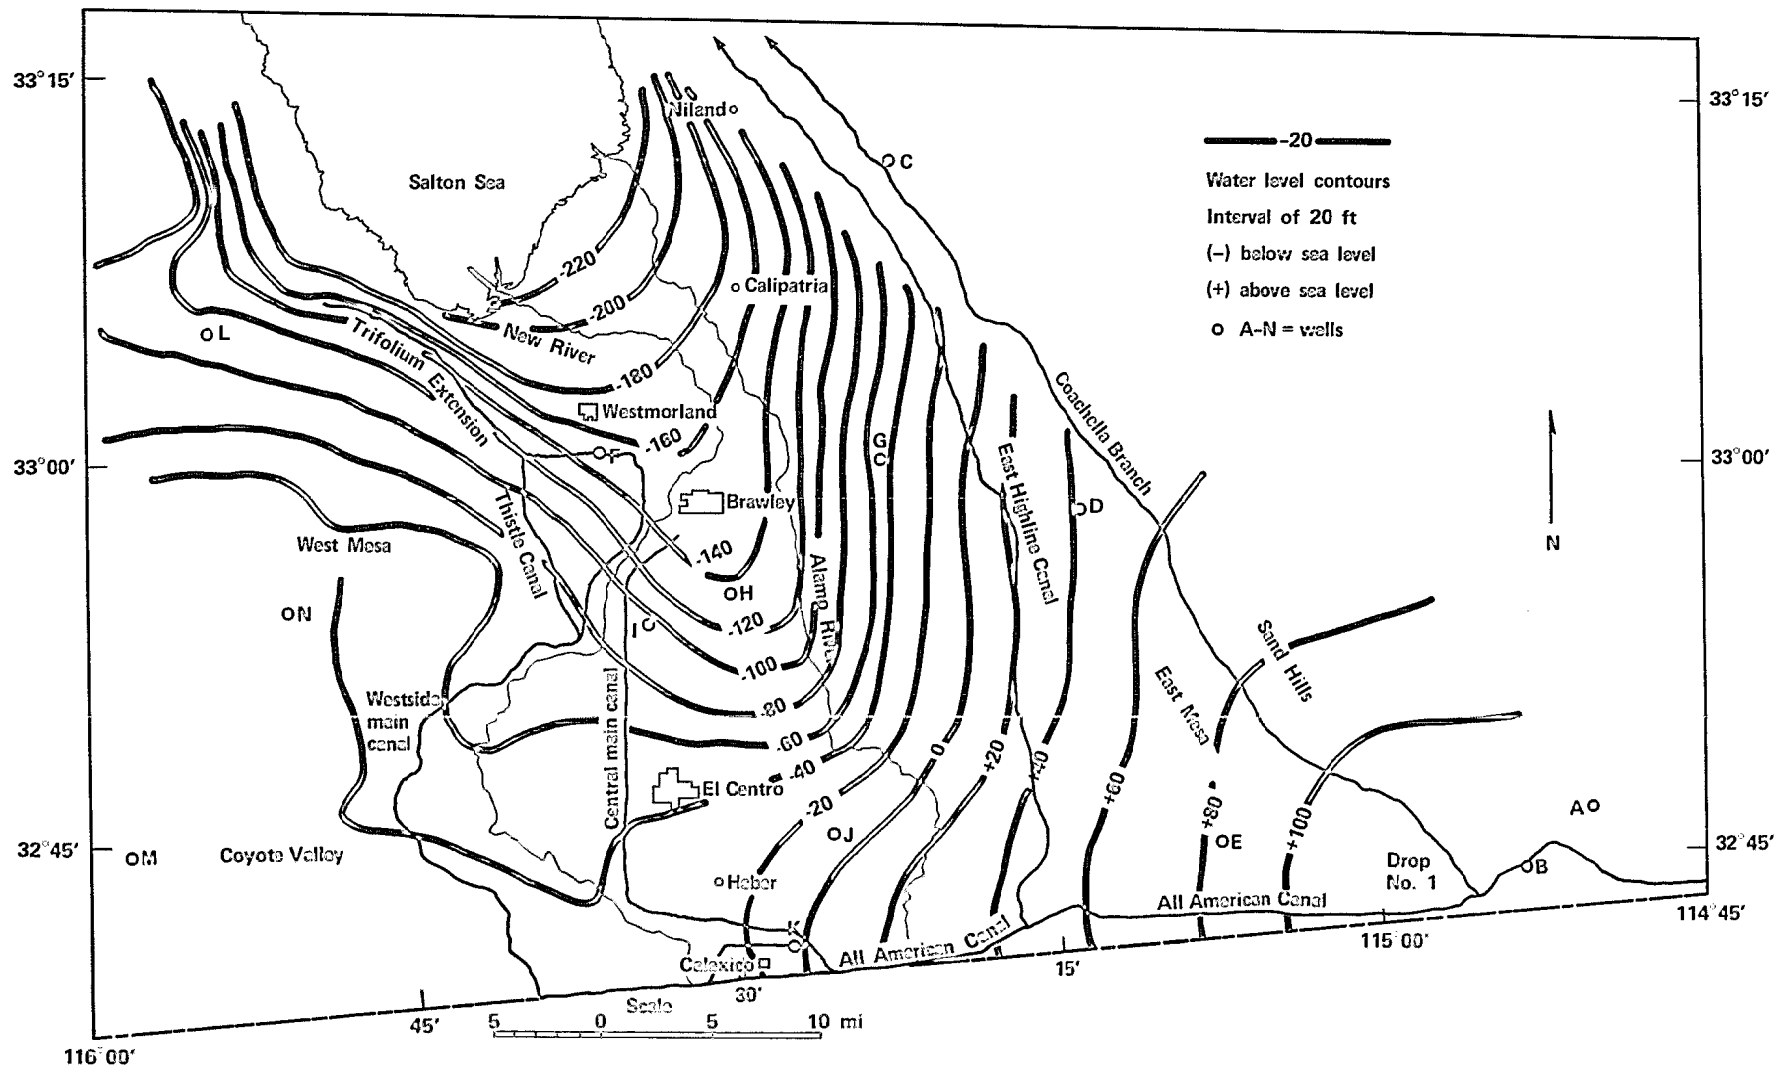 33°15′
33°15′
Niland
-20
C
Salton Sea
Water level contours
Interval of 20 ft
(-) below sea level
(+) above sea level
A-N = wells
-220
Calipatria
-200
L
New River
Trifolium Extension
-180
Coachella Branch
Westmorland
-160
G
F
33°00′
33°00′
East Highline Canal
Thistle Canal
Brawley
D
West Mesa
-140
N
Alamo River
H
N
I
-120
Sand Hills
-100
East Mesa
Westside
main
canal
Central main canal
-80
-60
0
+20
+40
-40
El Centro
+60
-20
+80
+100
A
J
E
32°45′
32°45′
M
Coyote Valley
Drop
No. 1
B
Heber
All American Canal
K
All American Canal
Calexico
114°45′
115°00′
15′
30′
Scale
45′
5 0 5 10 mi
116°00′